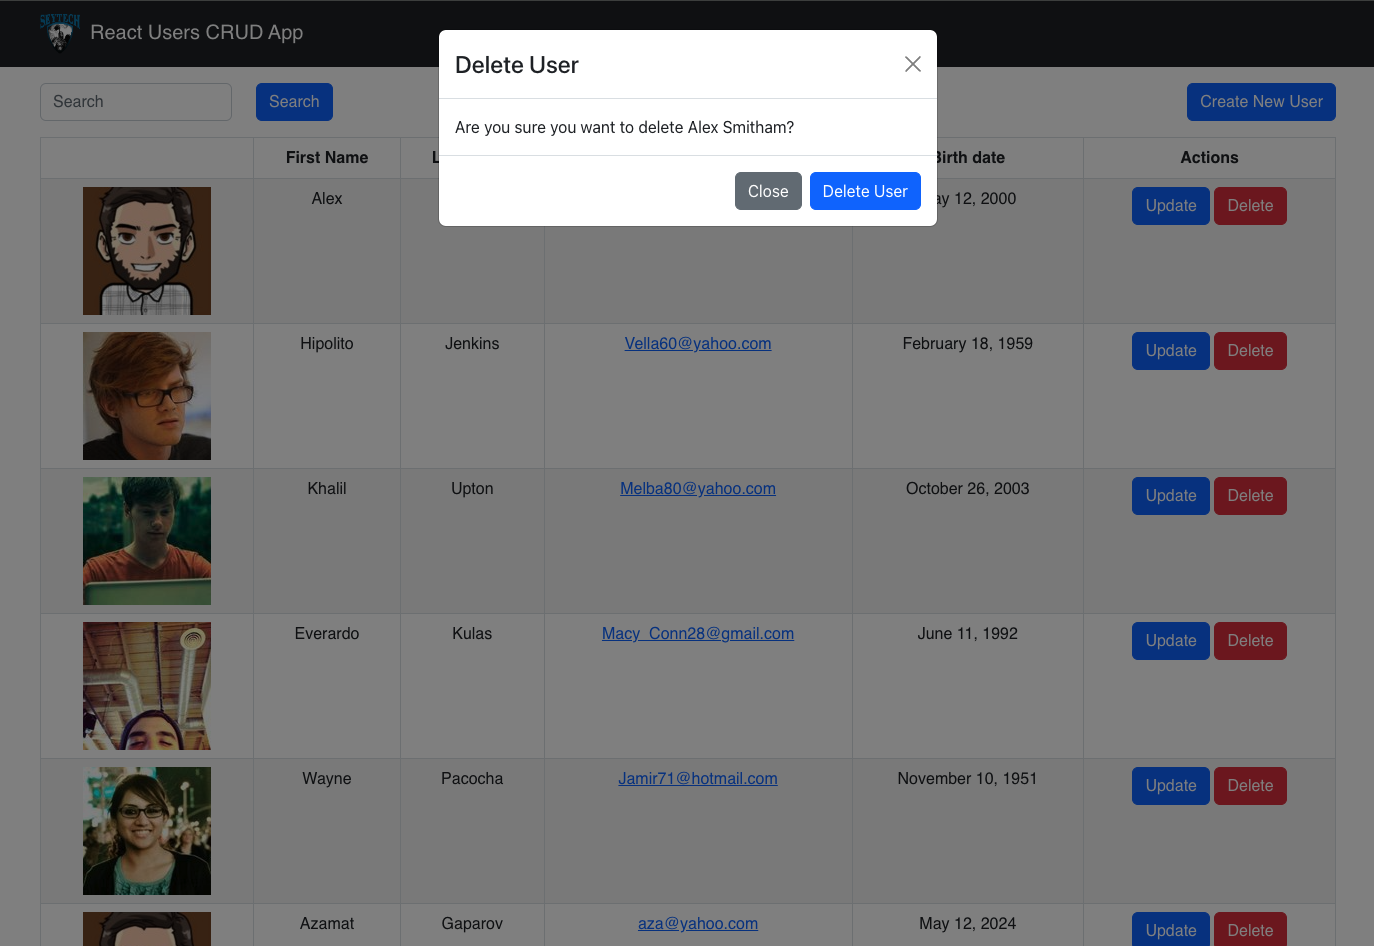 SKYTECH
React Users CRUD App
Delete User
Are you sure you want to delete Alex Smitham?
Close Delete User
Search Search Create New User
First Name L Birth date Actions
Alex ay 12, 2000 Update Delete
Hipolito Jenkins Vella60@yahoo.com February 18, 1959 Update Delete
Khalil Upton Melba80@yahoo.com October 26, 2003 Update Delete
Everardo Kulas Macy_Conn28@gmail.com June 11, 1992 Update Delete
Wayne Pacocha Jamir71@hotmail.com November 10, 1951 Update Delete
Azamat Gaparov aza@yahoo.com May 12, 2024 Update Delete